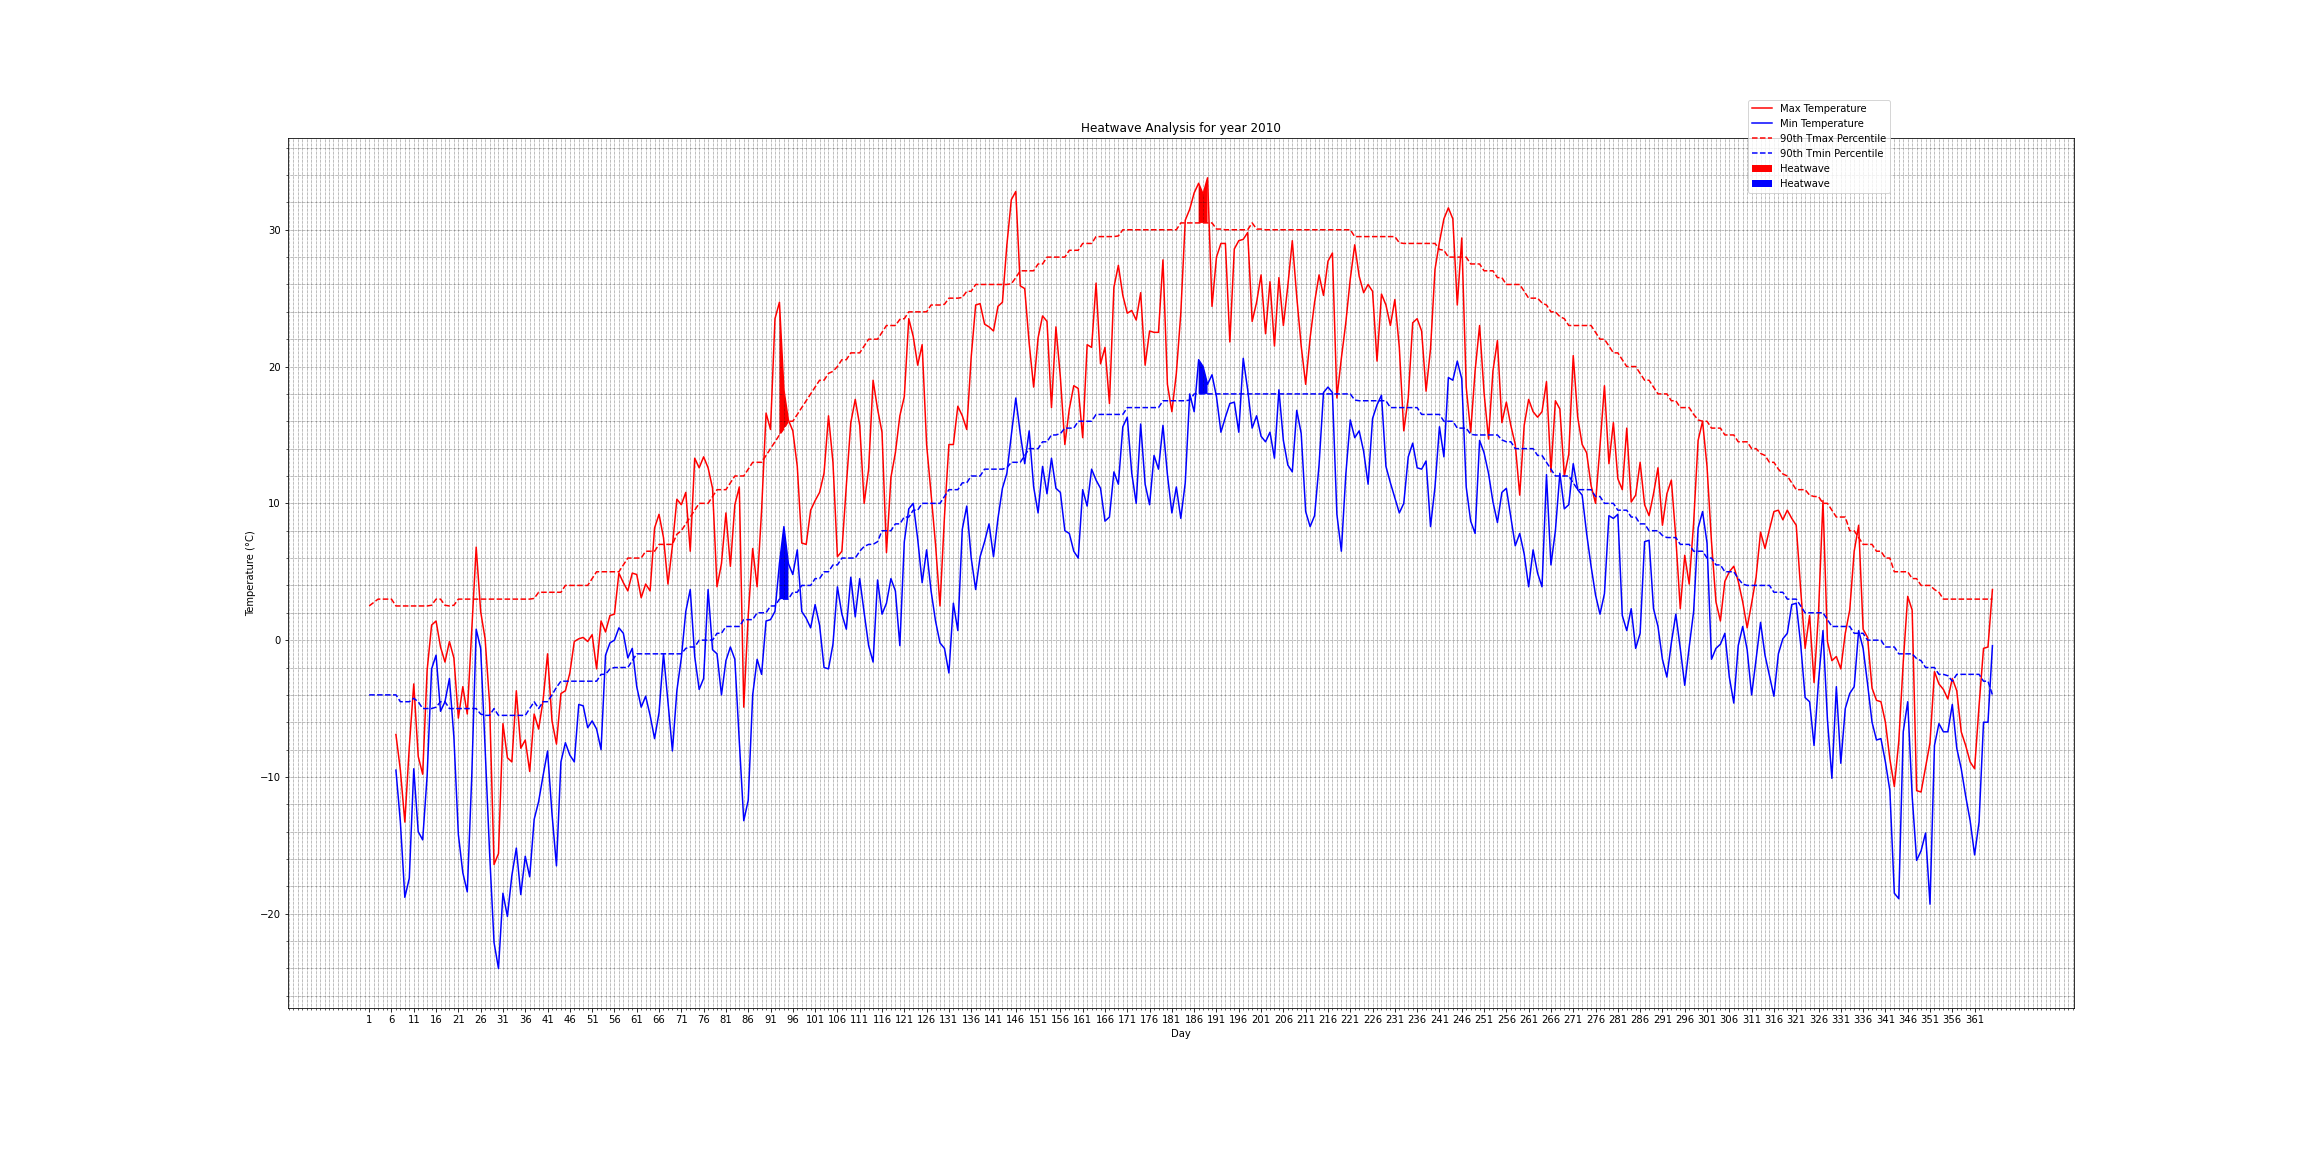 Heatwave Analysis for year 2010
Max Temperature
Min Temperature
90th Tmax Percentile
90th Tmin Percentile
Heatwave
Heatwave
Temperature (°C)
30
20
10
0
−10
−20
1 6 11 16 21 26 31 36 41 46 51 56 61 66 71 76 81 86 91 96 101 106 111 116 121 126 131 136 141 146 151 156 161 166 171 176 181 186 191 196 201 206 211 216 221 226 231 236 241 246 251 256 261 266 271 276 281 286 291 296 301 306 311 316 321 326 331 336 341 346 351 356 361
Day